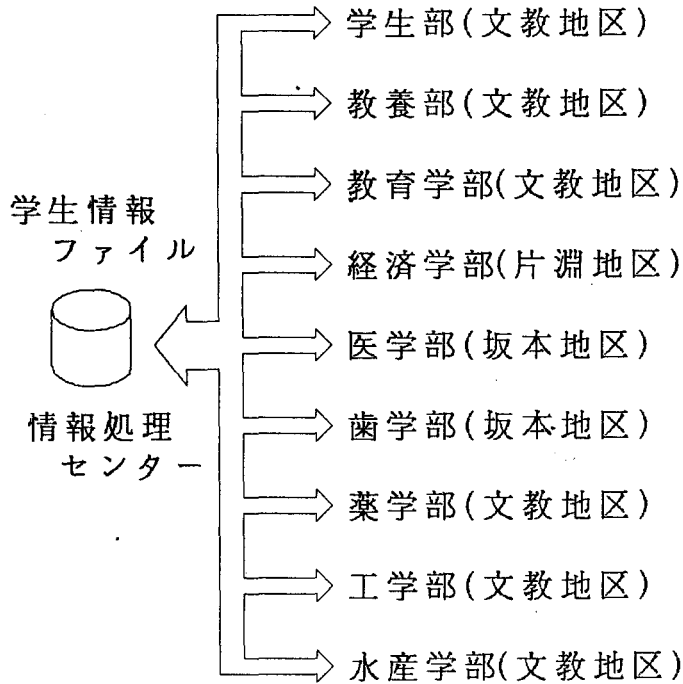 学生情報
ファイル
情報処理
センター
学生部(文教地区)
教養部(文教地区)
教育学部(文教地区)
経済学部(片淵地区)
医学部(坂本地区)
歯学部(坂本地区)
薬学部(文教地区)
工学部(文教地区)
水産学部(文教地区)